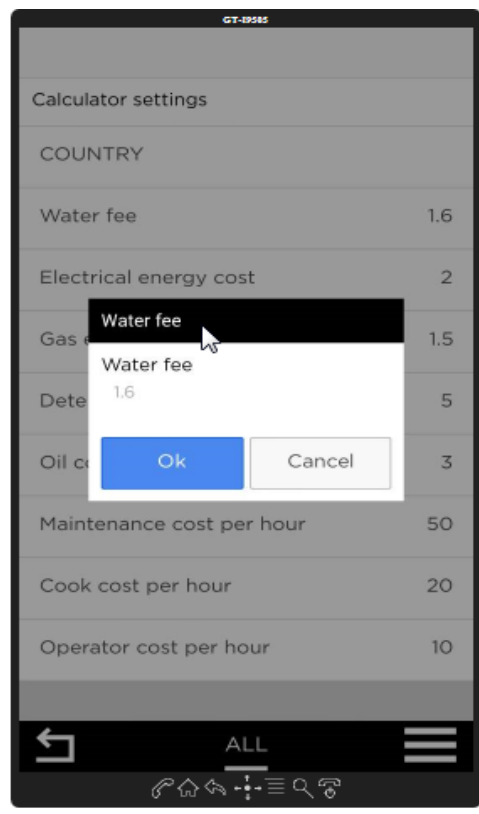 GT-I9505
Calculator settings
COUNTRY
Water fee 1.6
Electrical energy cost 2
Gas 1.5
Water fee
Water fee
1.6
Dete 5
Oil 3
Ok Cancel
Maintenance cost per hour 50
Cook cost per hour 20
Operator cost per hour 10
ALL